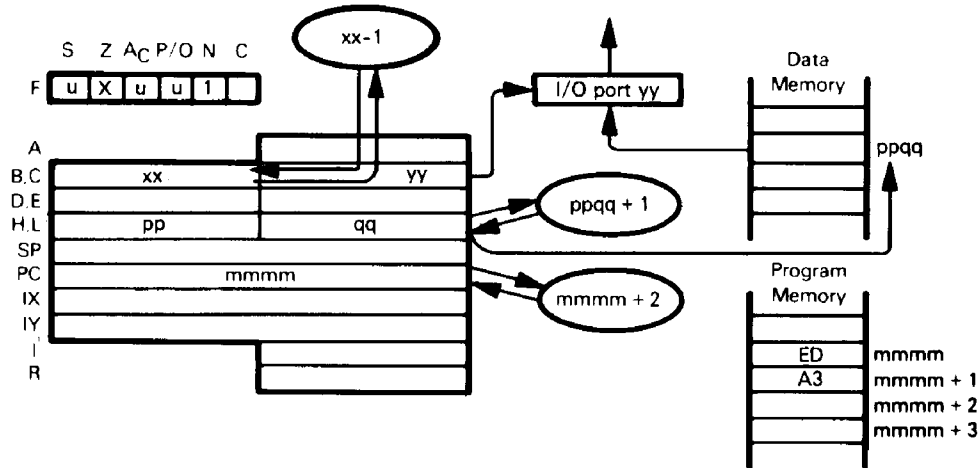 xx-1
S Z AC P/O N C
F u X u u 1
I/O port yy
Data
Memory
A
B,C xx yy
ppqq
D,E
H,L pp qq
ppqq + 1
SP
PC mmmm
mmmm + 2
IX
IY
I
R
Program
Memory
ED mmmm
A3 mmmm + 1
mmmm + 2
mmmm + 3